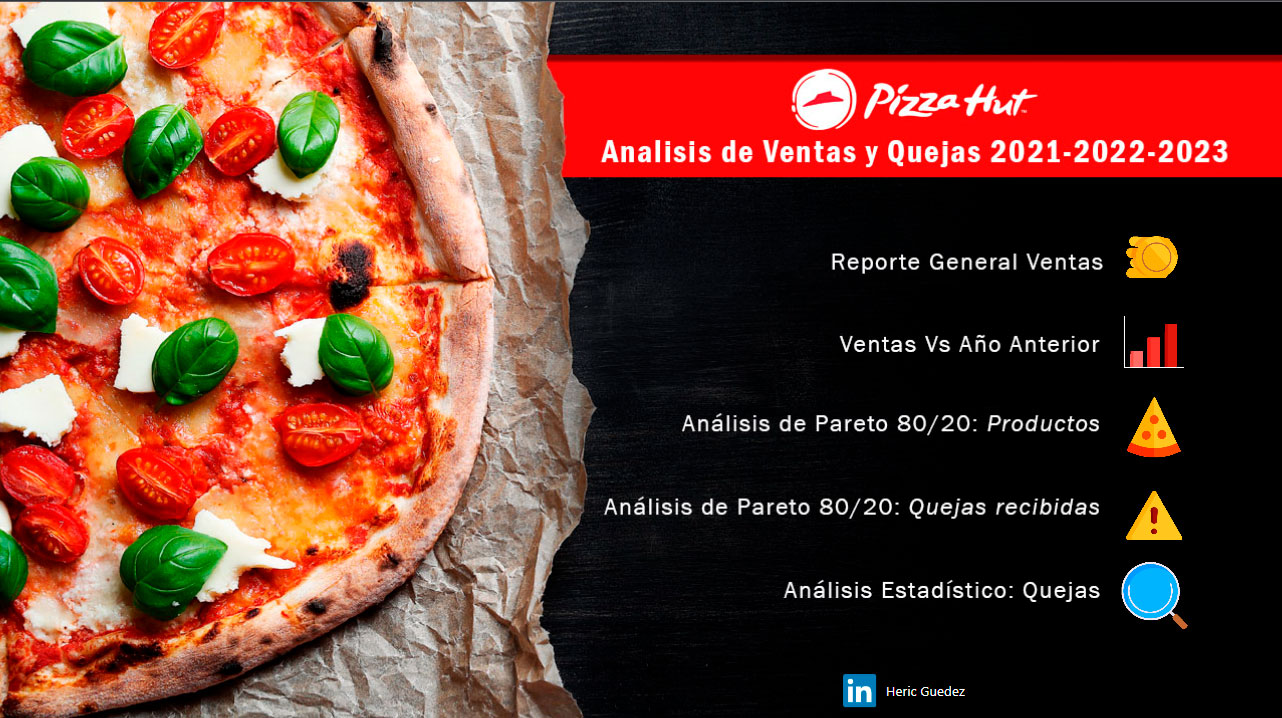 Pizza Hut
Analisis de Ventas y Quejas 2021-2022-2023
Reporte General Ventas
Ventas Vs Año Anterior
Análisis de Pareto 80/20: Productos
Análisis de Pareto 80/20: Quejas recibidas
Análisis Estadístico: Quejas
in Heric Guedez